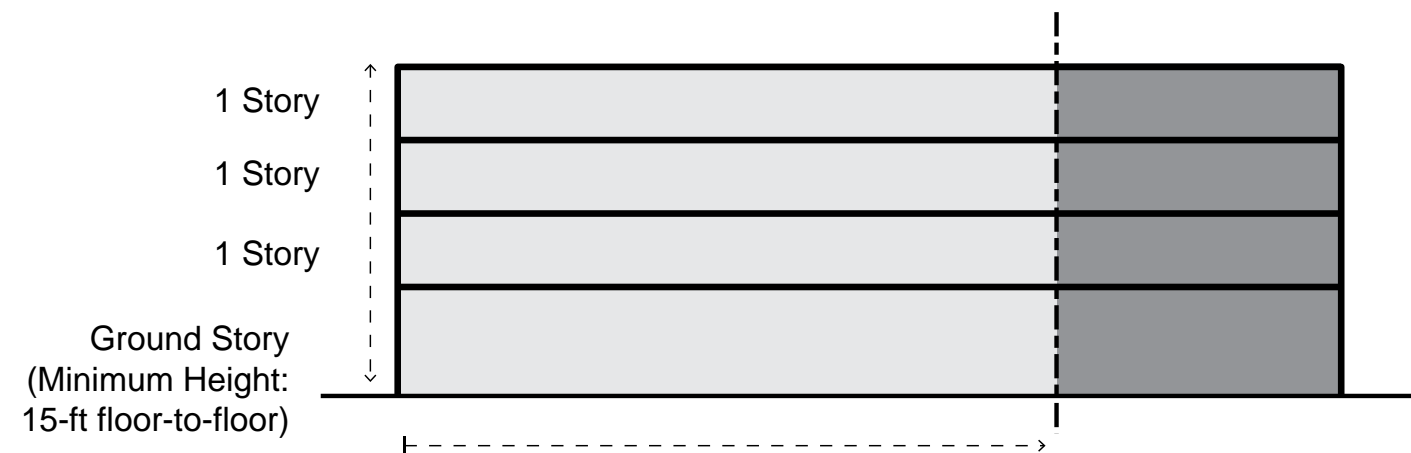 1 Story
1 Story
1 Story
Ground Story
(Minimum Height:
15-ft floor-to-floor)